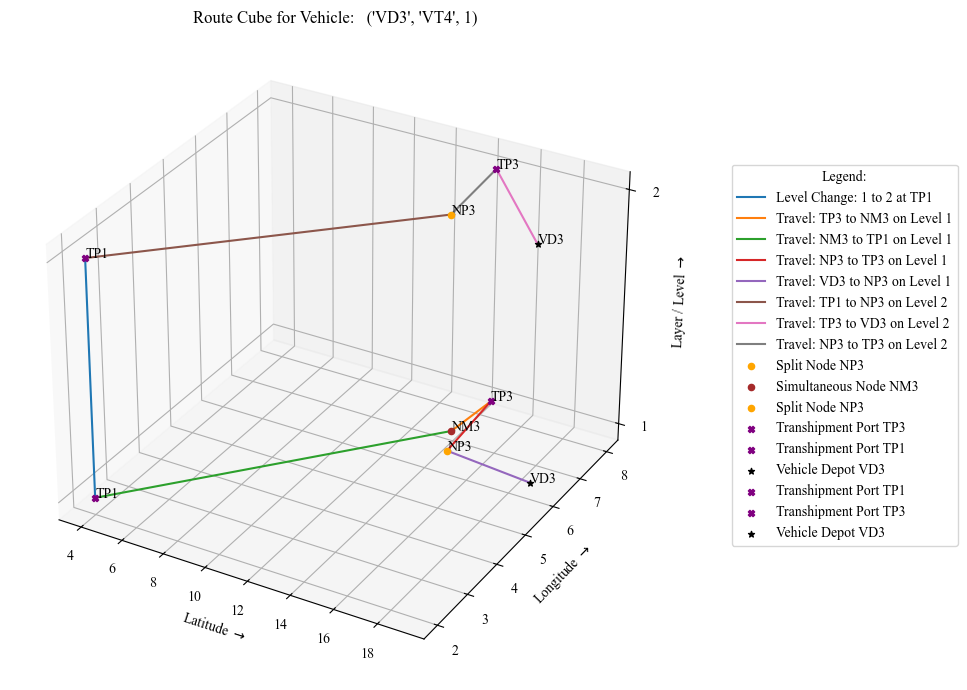 Route Cube for Vehicle:   ('VD3', 'VT4', 1)
TP3
2
NP3
VD3
TP1
Layer / Level →
TP3
NM3
1
NP3
8
VD3
7
TP1
6
5
4
4
6
8
10
12
14
16
18
3
2
Latitude →
Longitude →
Legend:
Level Change: 1 to 2 at TP1
Travel: TP3 to NM3 on Level 1
Travel: NM3 to TP1 on Level 1
Travel: NP3 to TP3 on Level 1
Travel: VD3 to NP3 on Level 1
Travel: TP1 to NP3 on Level 2
Travel: TP3 to VD3 on Level 2
Travel: NP3 to TP3 on Level 2
Split Node NP3
Simultaneous Node NM3
Split Node NP3
Transhipment Port TP3
Transhipment Port TP1
Vehicle Depot VD3
Transhipment Port TP1
Transhipment Port TP3
Vehicle Depot VD3